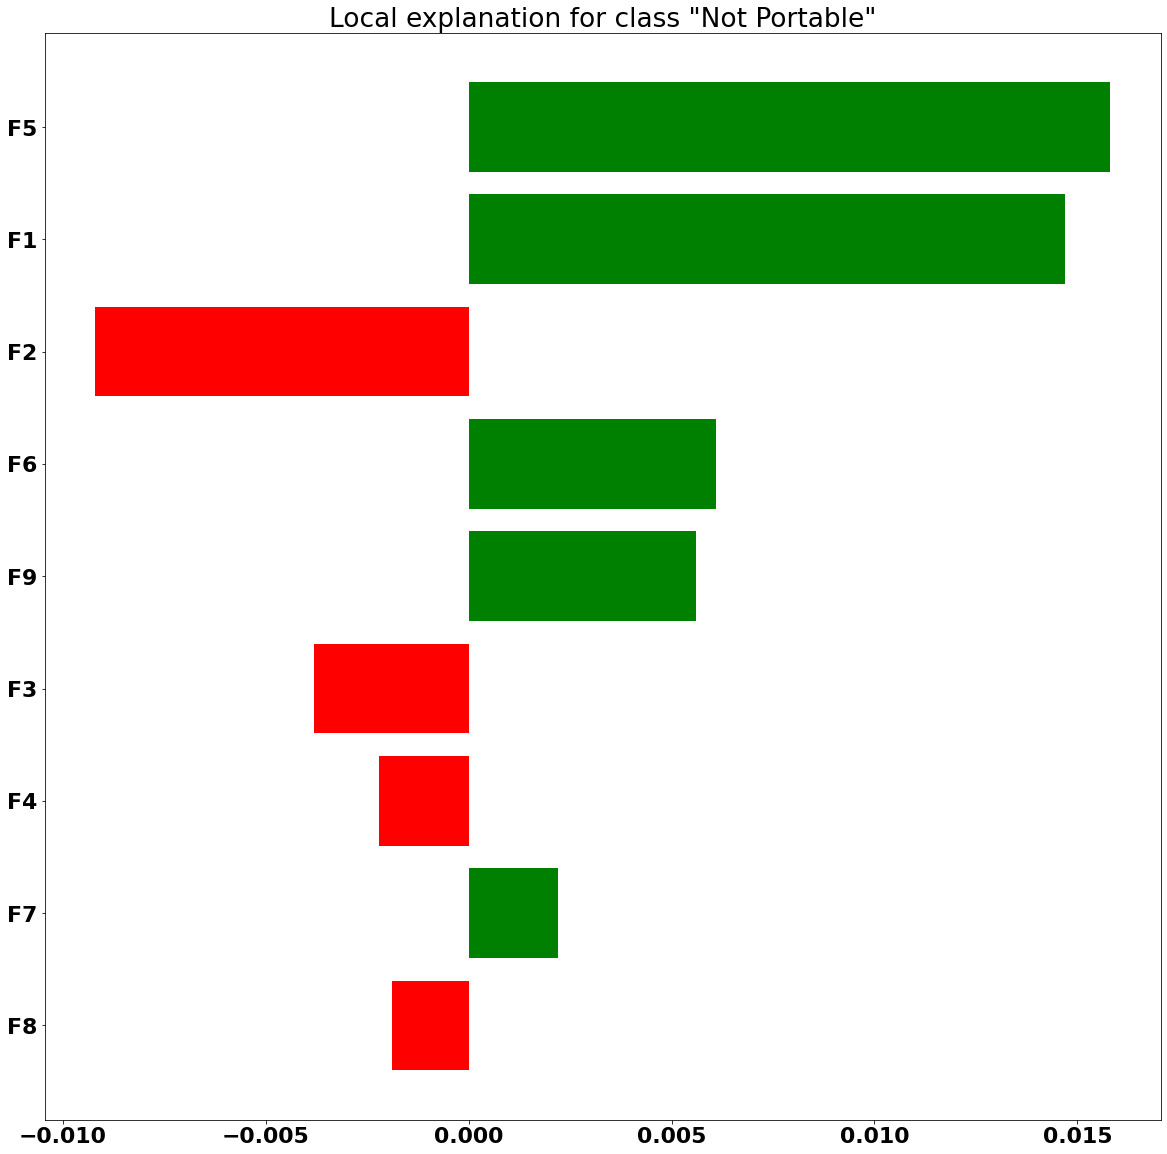 Local explanation for class "Not Portable"
F5
F1
F2
F6
F9
F3
F4
F7
F8
−0.010 −0.005 0.000 0.005 0.010 0.015